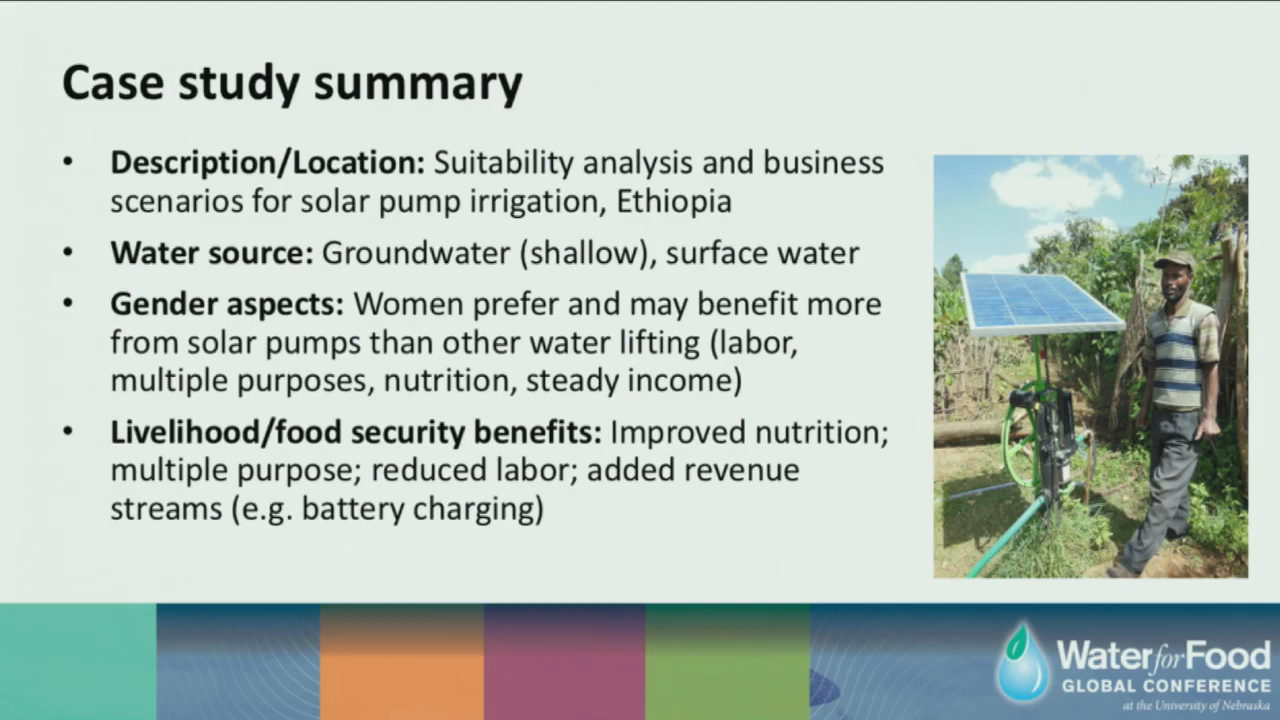 Case study summary
• Description/Location: Suitability analysis and business
scenarios for solar pump irrigation, Ethiopia
• Water source: Groundwater (shallow), surface water
• Gender aspects: Women prefer and may benefit more
from solar pumps than other water lifting (labor,
multiple purposes, nutrition, steady income)
• Livelihood/food security benefits: Improved nutrition;
multiple purpose; reduced labor; added revenue
streams (e.g. battery charging)
Water for Food
GLOBAL CONFERENCE
at the University of Nebraska